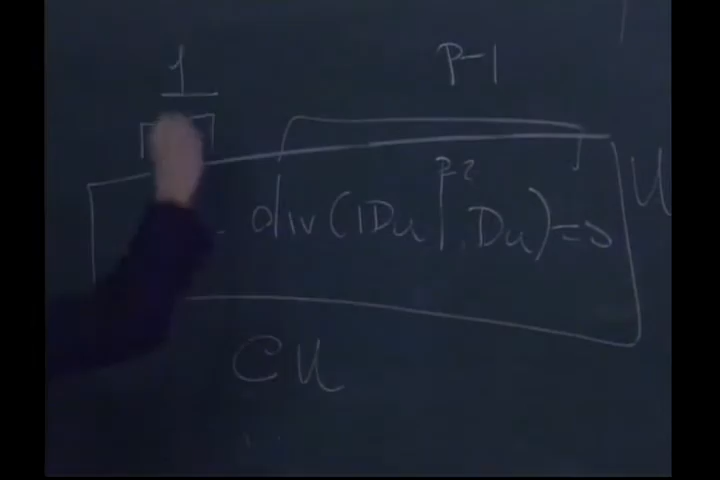 1 P-1
- div(|Du|^{p-2} Du) = 0 u
cu